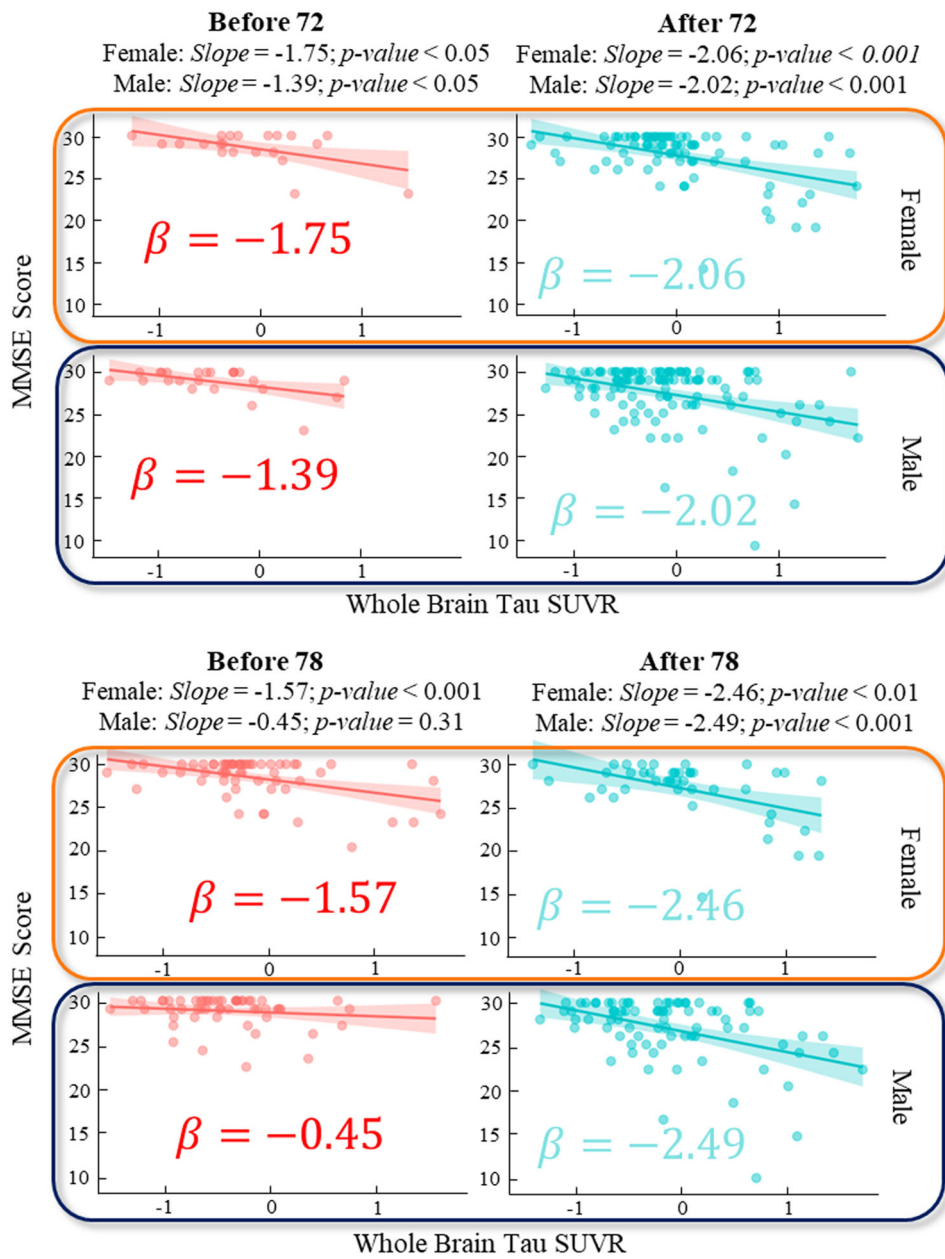 Before 72
Female: Slope = -1.75; p-value < 0.05
Male: Slope = -1.39; p-value < 0.05
After 72
Female: Slope = -2.06; p-value < 0.001
Male: Slope = -2.02; p-value < 0.001
MMSE Score
30
25
20
15
10
β = −1.75
-1 0 1
30
25
20
15
10
β = −2.06
-1 0 1
Female
30
25
20
15
10
β = −1.39
-1 0 1
30
25
20
15
10
β = −2.02
-1 0 1
Male
Whole Brain Tau SUVR
Before 78
Female: Slope = -1.57; p-value < 0.001
Male: Slope = -0.45; p-value = 0.31
After 78
Female: Slope = -2.46; p-value < 0.01
Male: Slope = -2.49; p-value < 0.001
MMSE Score
30
25
20
15
10
β = −1.57
-1 0 1
30
25
20
15
10
β = −2.46
-1 0 1
Female
30
25
20
15
10
β = −0.45
-1 0 1
30
25
20
15
10
β = −2.49
-1 0 1
Male
Whole Brain Tau SUVR